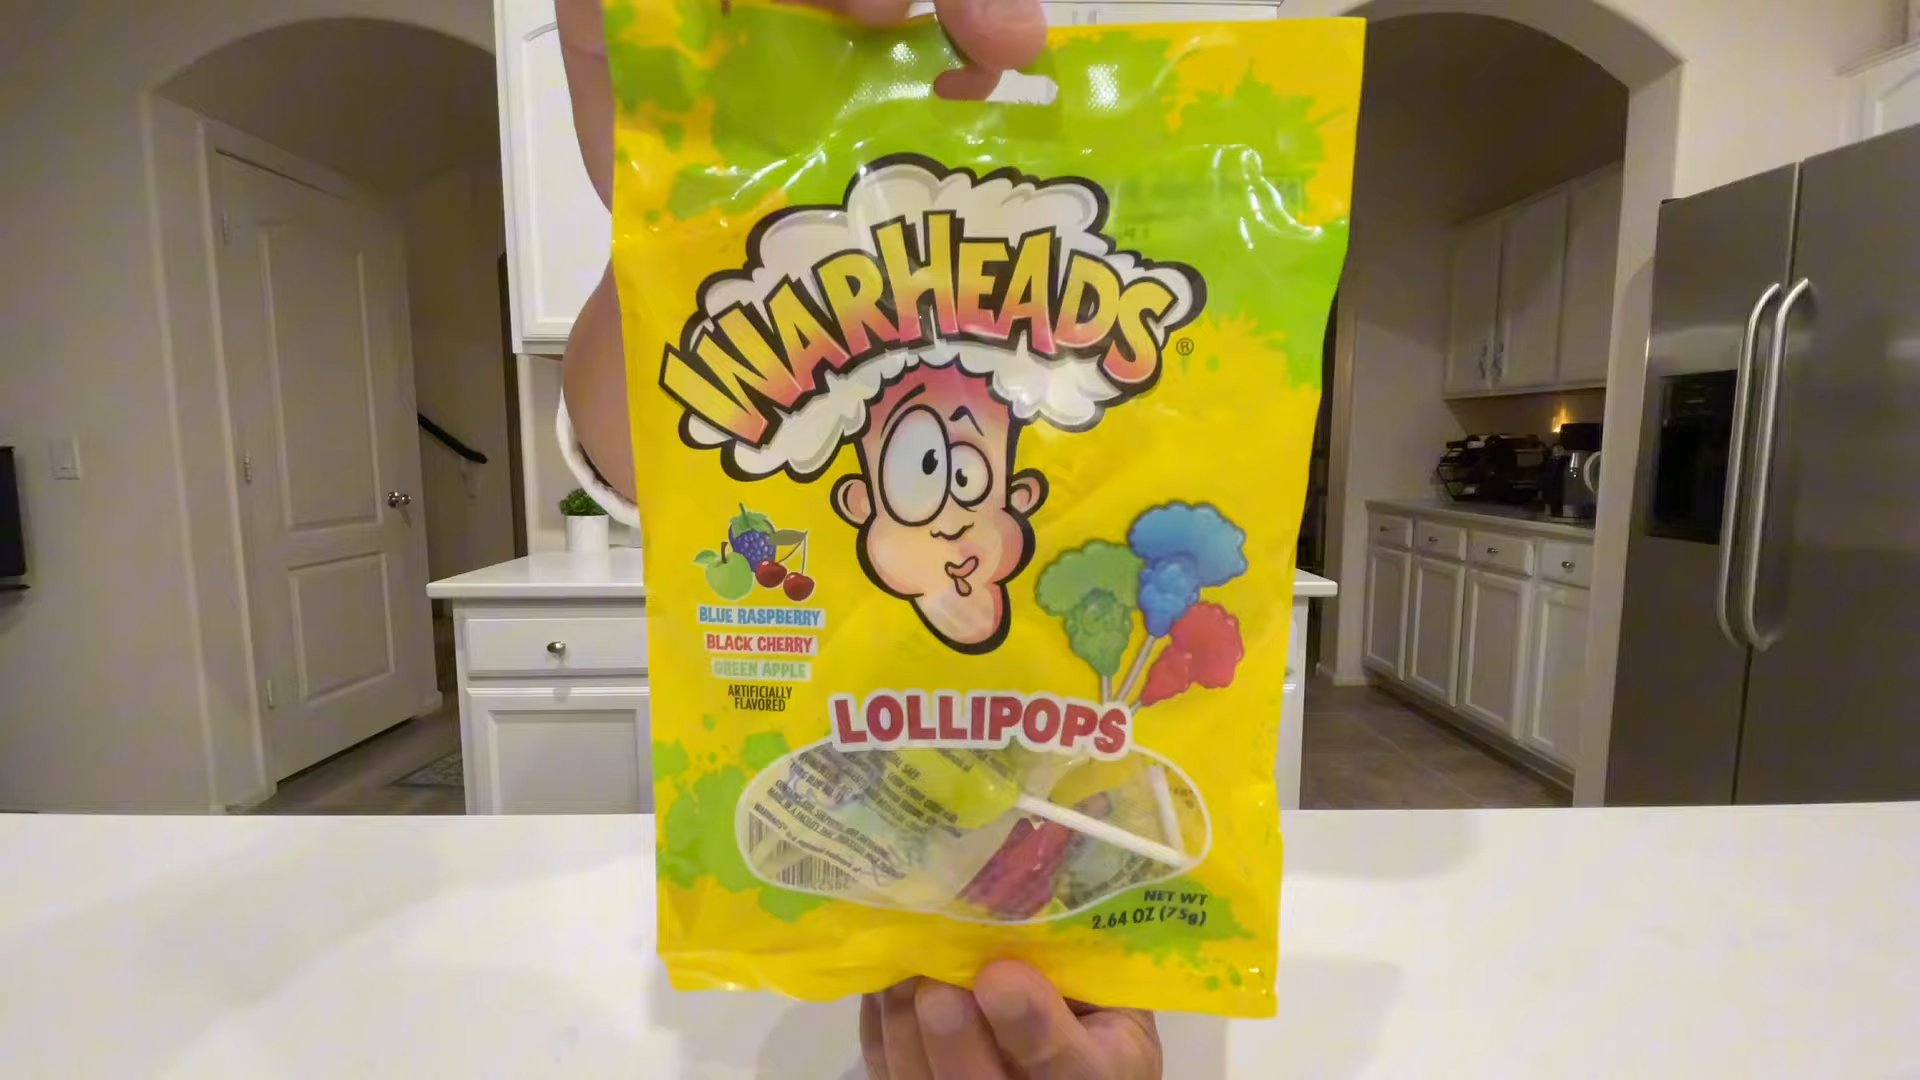 WARHEADS®
BLUE RASPBERRY
BLACK CHERRY
GREEN APPLE
ARTIFICIALLY
FLAVORED
LOLLIPOPS
NET WT
2.64 OZ (75g)